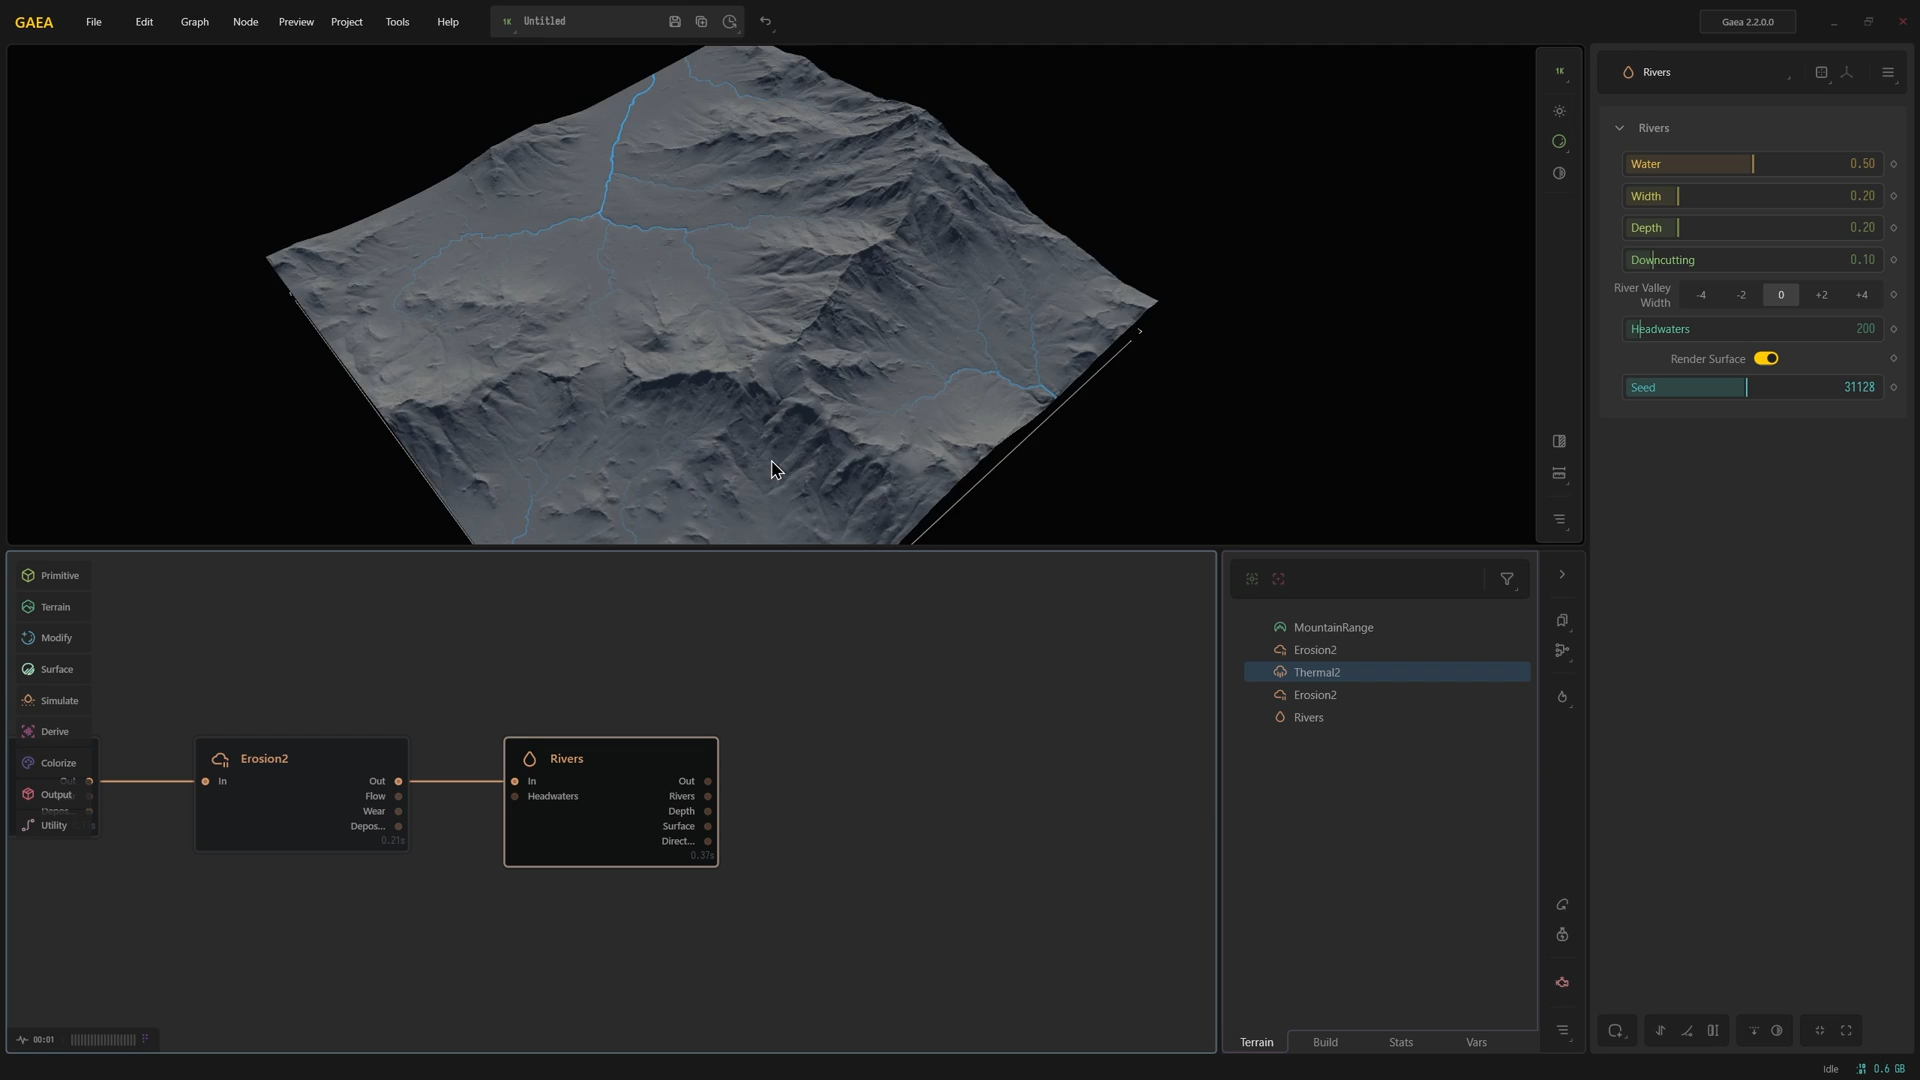 GAEA File Edit Graph Node Preview Project Tools Help 1K Untitled Gaea 2.2.0.0
1K
Rivers
Rivers
Water 0.50
Width 0.20
Depth 0.20
Downcutting 0.10
River Valley Width -4 -2 0 +2 +4
Headwaters 200
Render Surface
Seed 31128
Primitive
Terrain
Modify
Surface
Simulate
Derive
Colorize
Output
Utility
Out
Depos...
Erosion2
In Out
Flow
Wear
Depos...
0.21s
Rivers
In Out
Headwaters Rivers
Depth
Surface
Direct...
0.37s
MountainRange
Erosion2
Thermal2
Erosion2
Rivers
00:01
Terrain Build Stats Vars
Idle 0.6 GB